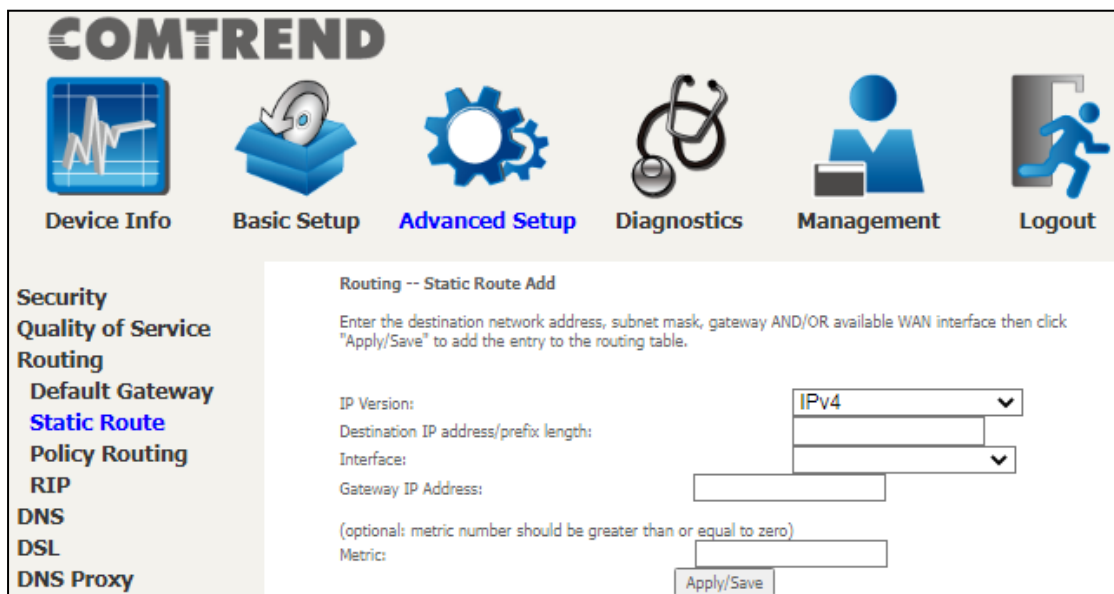 COMTREND
Device Info
Basic Setup
Advanced Setup
Diagnostics
Management
Logout
Security
Quality of Service
Routing
Default Gateway
Static Route
Policy Routing
RIP
DNS
DSL
DNS Proxy
Routing -- Static Route Add
Enter the destination network address, subnet mask, gateway AND/OR available WAN interface then click
"Apply/Save" to add the entry to the routing table.
IP Version: IPv4
Destination IP address/prefix length:
Interface:
Gateway IP Address:
(optional: metric number should be greater than or equal to zero)
Metric:
Apply/Save